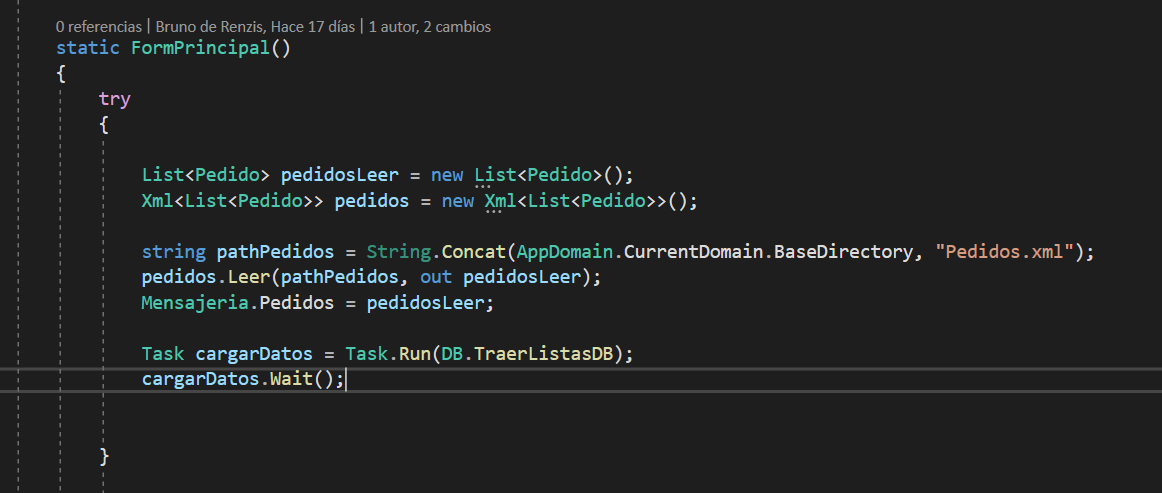 0 referencias | Bruno de Renzis, Hace 17 días | 1 autor, 2 cambios
static FormPrincipal()
{
try
{
List<Pedido> pedidosLeer = new List<Pedido>();
Xml<List<Pedido>> pedidos = new Xml<List<Pedido>>();
string pathPedidos = String.Concat(AppDomain.CurrentDomain.BaseDirectory, "Pedidos.xml");
pedidos.Leer(pathPedidos, out pedidosLeer);
Mensajeria.Pedidos = pedidosLeer;
Task cargarDatos = Task.Run(DB.TraerListasDB);
cargarDatos.Wait();
}